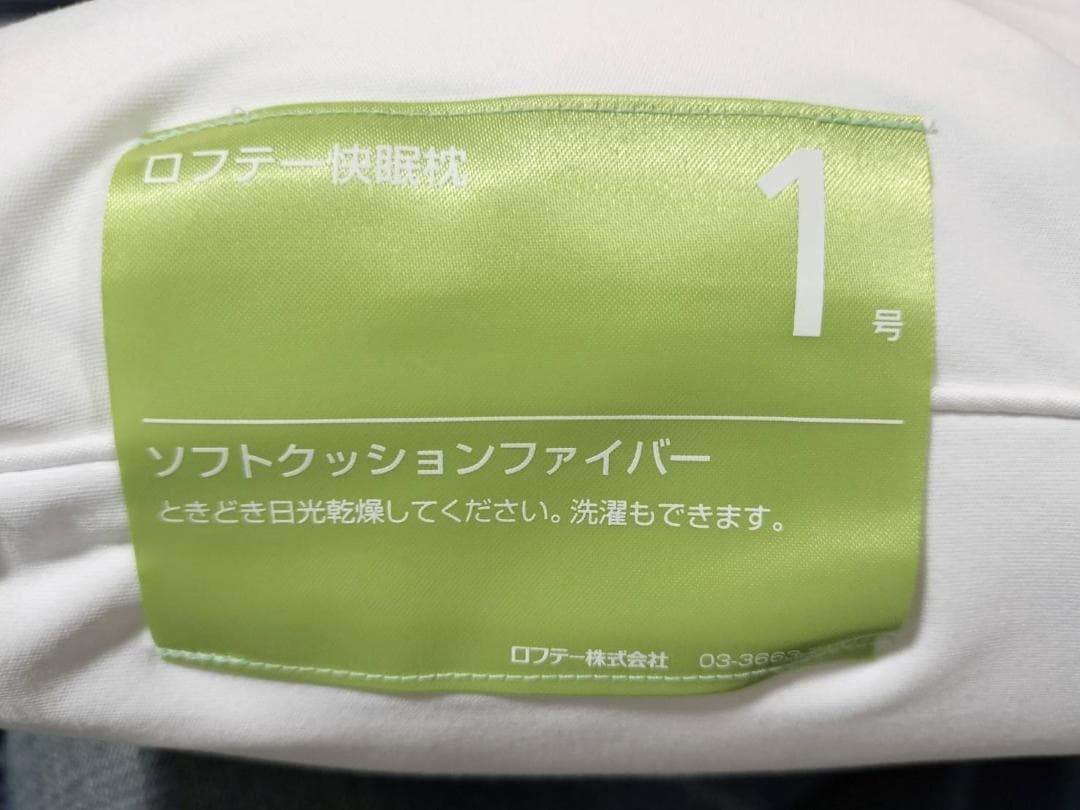 ロフテー快眠枕
1号
ソフトクッションファイバー
ときどき日光乾燥してください。洗濯もできます。
ロフテー株式会社 03-3663-